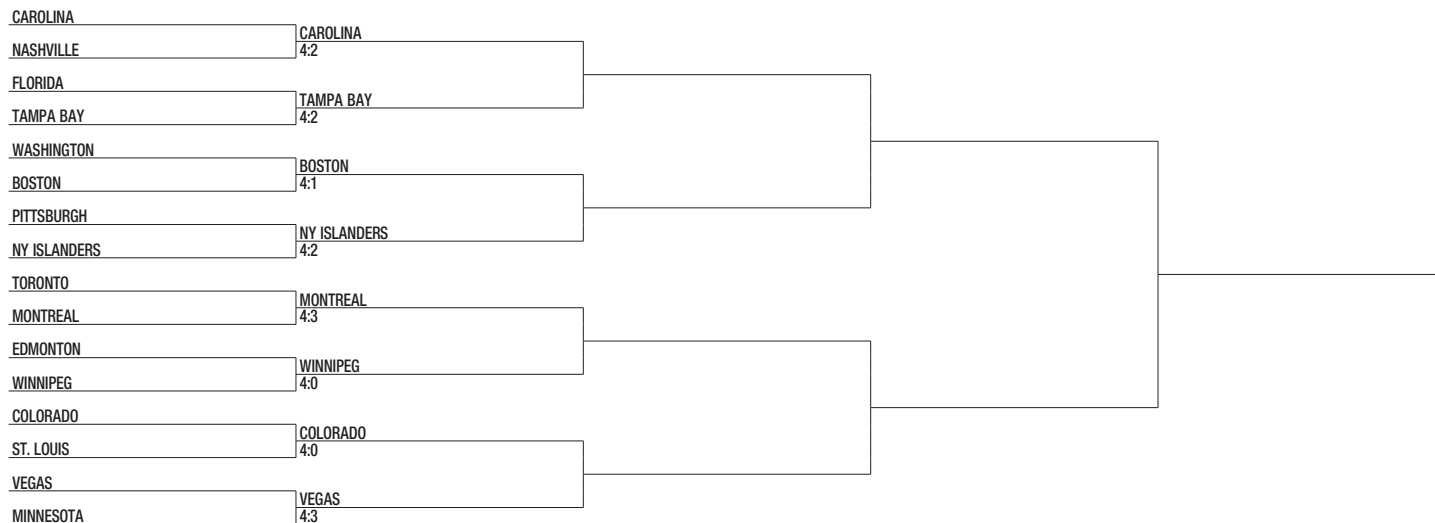 CAROLINA
NASHVILLE
CAROLINA
4:2
FLORIDA
TAMPA BAY
TAMPA BAY
4:2
WASHINGTON
BOSTON
BOSTON
4:1
PITTSBURGH
NY ISLANDERS
NY ISLANDERS
4:2
TORONTO
MONTREAL
MONTREAL
4:3
EDMONTON
WINNIPEG
WINNIPEG
4:0
COLORADO
ST. LOUIS
COLORADO
4:0
VEGAS
MINNESOTA
VEGAS
4:3